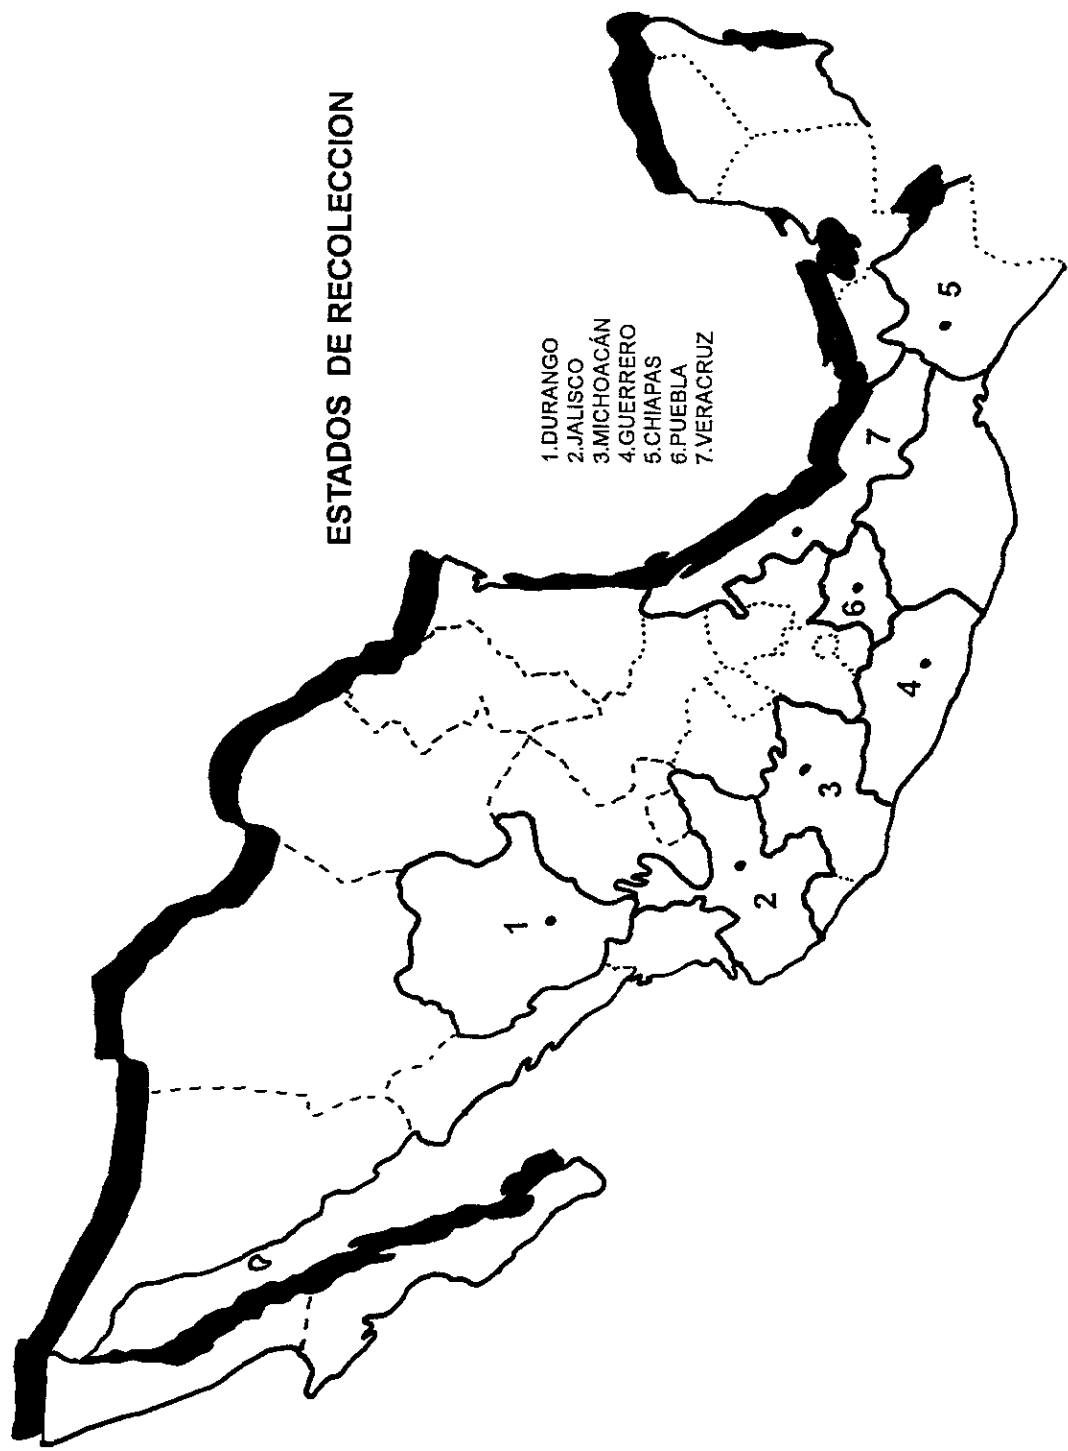 ESTADOS DE RECOLECCION
1.DURANGO
2.JALISCO
3.MICHOACÁN
4.GUERRERO
5.CHIAPAS
6.PUEBLA
7.VERACRUZ
1
2
3
4
6
7
5